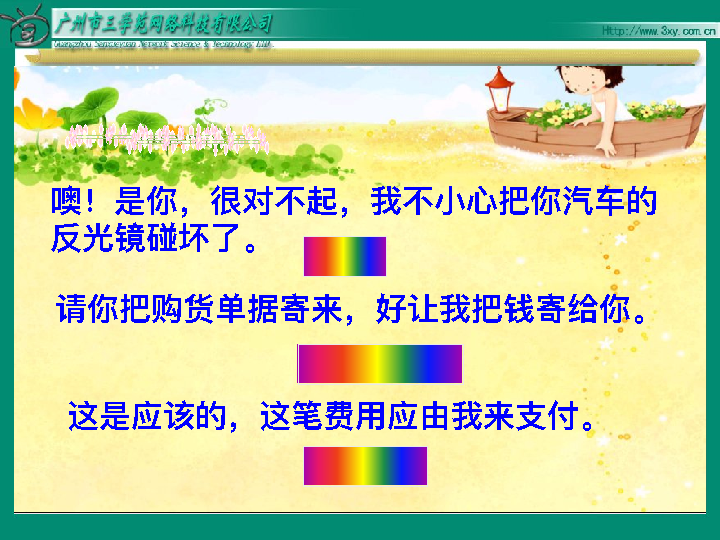 广州市三学苑网络科技有限公司
Guangzhou Sanxueyuan Network Science & Technology Ltd.
Http://www.3xy.com.cn
噢！是你，很对不起，我不小心把你汽车的
反光镜碰坏了。
请你把购货单据寄来，好让我把钱寄给你。
这是应该的，这笔费用应由我来支付。